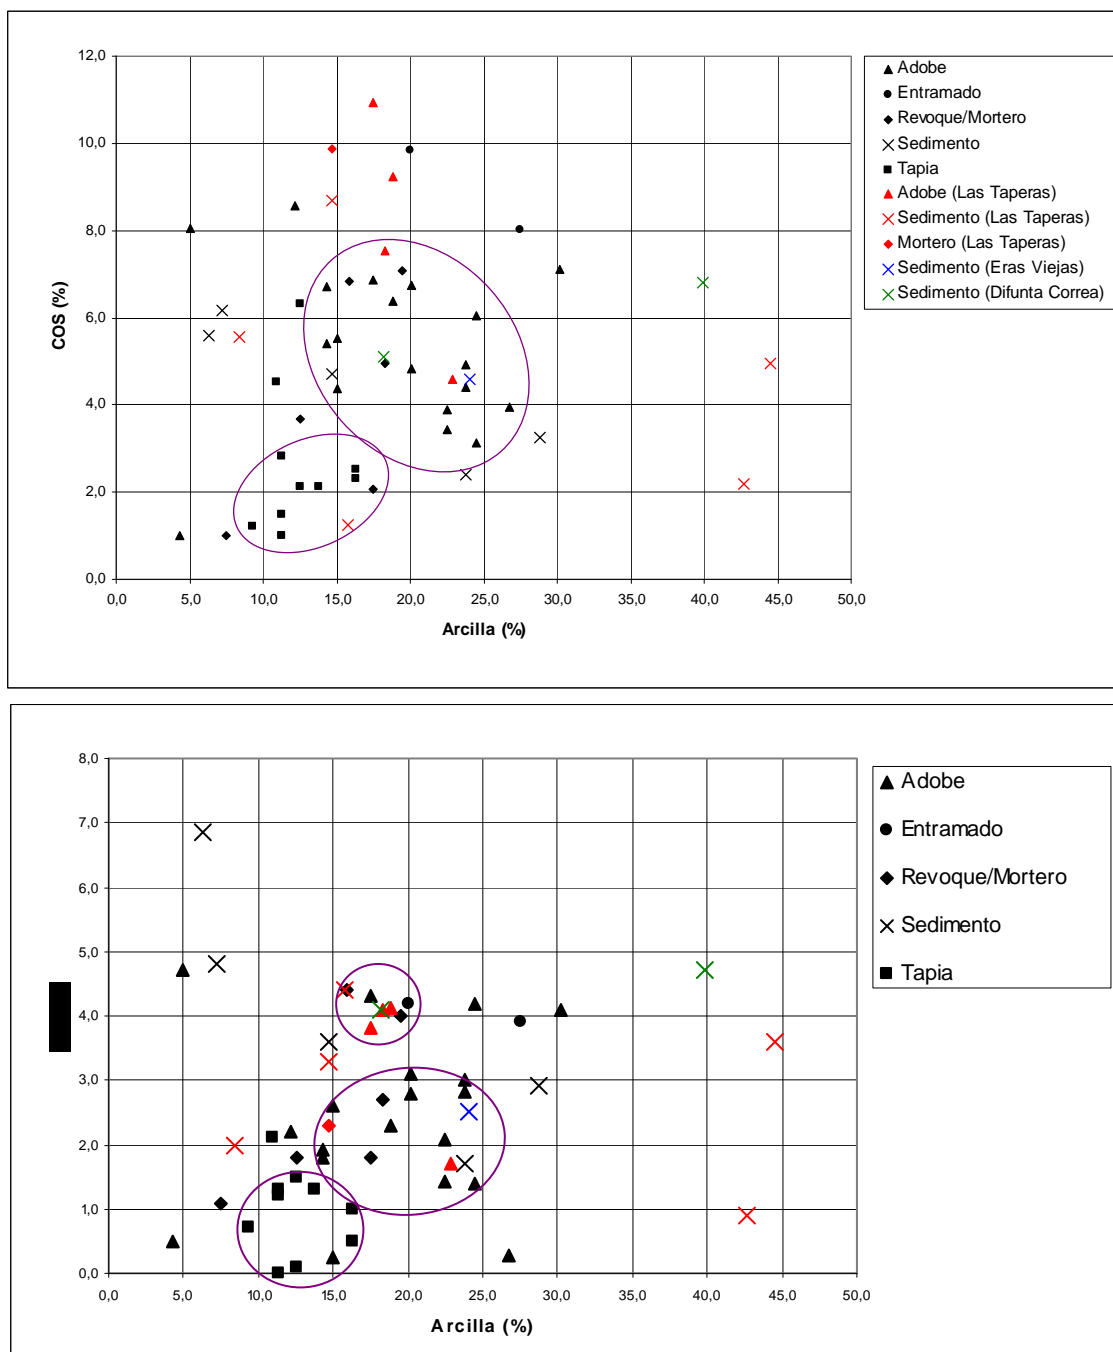 12,0
10,0
8,0
6,0
4,0
2,0
0,0
COS (%)
0,0 5,0 10,0 15,0 20,0 25,0 30,0 35,0 40,0 45,0 50,0
Arcilla (%)
Adobe
Entramado
Revoque/Mortero
Sedimento
Tapia
Adobe (Las Taperas)
Sedimento (Las Taperas)
Mortero (Las Taperas)
Sedimento (Eras Viejas)
Sedimento (Difunta Correa)
8,0
7,0
6,0
5,0
4,0
3,0
2,0
1,0
0,0
0,0 5,0 10,0 15,0 20,0 25,0 30,0 35,0 40,0 45,0 50,0
Arcilla (%)
Adobe
Entramado
Revoque/Mortero
Sedimento
Tapia